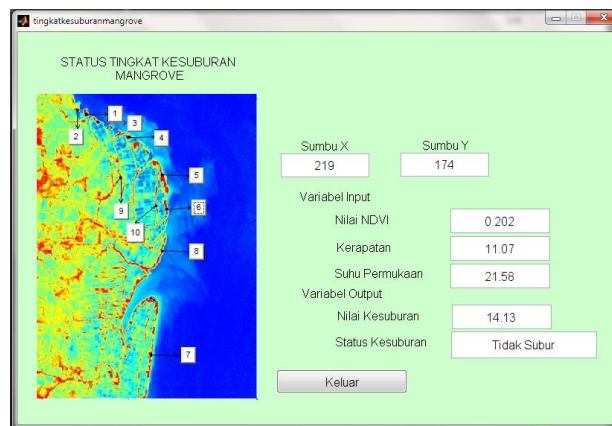 tingkatkesuburanmangrove
STATUS TINGKAT KESUBURAN
MANGROVE
1
2
3
4
5
6
9
10
8
7
Sumbu X
Sumbu Y
219
174
Variabel Input
Nilai NDVI
0.202
Kerapatan
11.07
Suhu Permukaan
21.58
Variabel Output
Nilai Kesuburan
14.13
Status Kesuburan
Tidak Subur
Keluar